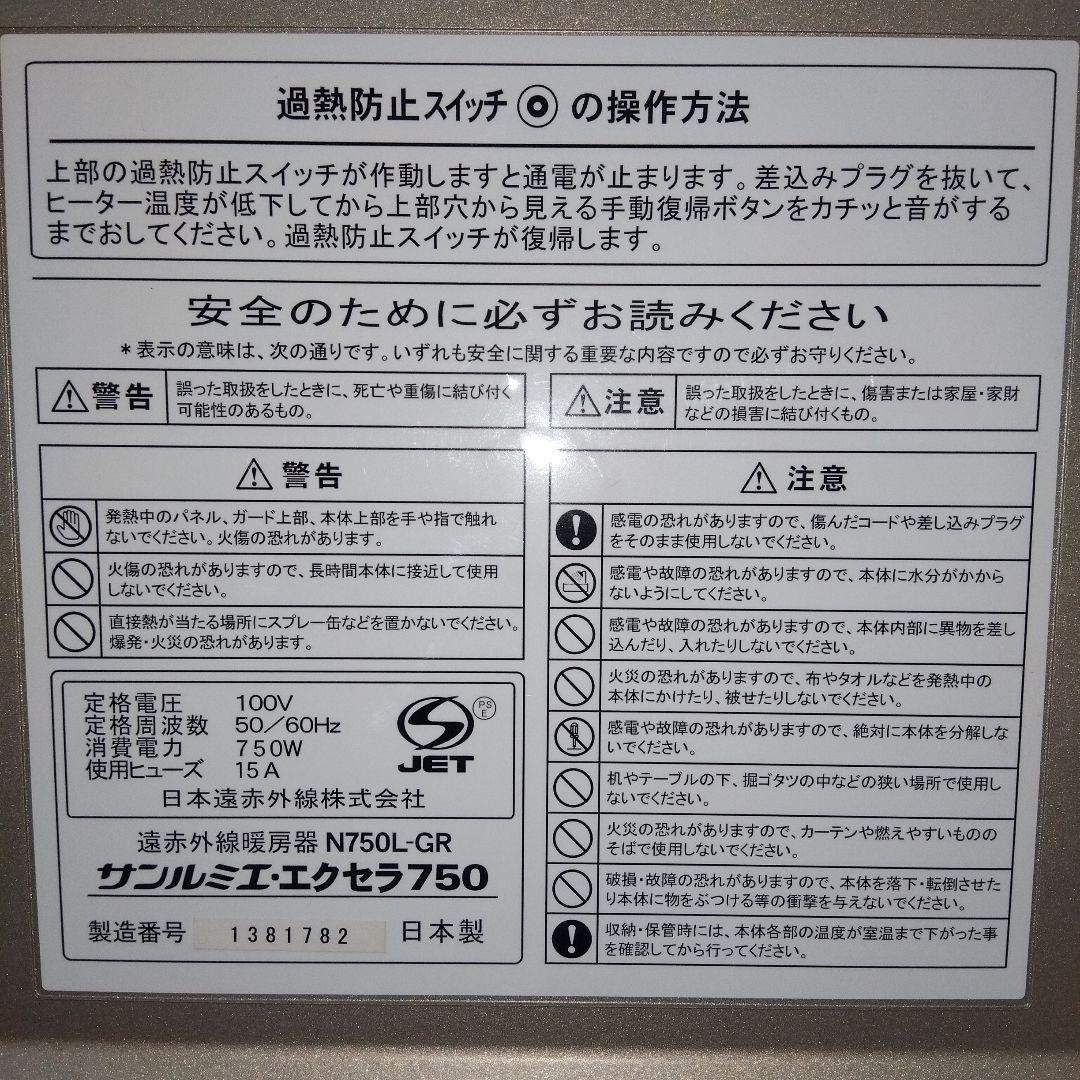 過熱防止スイッチ◎の操作方法
上部の過熱防止スイッチが作動しますと通電が止まります。差込みプラグを抜いて、
ヒーター温度が低下してから上部穴から見える手動復帰ボタンをカチッと音がする
までおしてください。過熱防止スイッチが復帰します。
安全のために必ずお読みください
*表示の意味は、次の通りです。いずれも安全に関する重要な内容ですので必ずお守りください。
警告
誤った取扱をしたときに、死亡や重傷に結び付く
可能性のあるもの。
注意
誤った取扱をしたときに、傷害または家屋・家財
などの損害に結び付くもの。
警告
発熱中のパネル、ガード上部、本体上部を手や指で触れ
ないでください。火傷の恐れがあります。
火傷の恐れがありますので、長時間本体に接近して使用
しないでください。
直接熱が当たる場所にスプレー缶などを置かないでください。
爆発・火災の恐れがあります。
定格電圧 100V
定格周波数 50/60Hz
消費電力 750W
使用ヒューズ 15A
PS
E
JET
日本遠赤外線株式会社
遠赤外線暖房器 N750L-GR
サンルミエ・エクセラ750
製造番号 1381782 日本製
注意
感電の恐れがありますので、傷んだコードや差し込みプラグ
をそのまま使用しないでください。
感電や故障の恐れがありますので、本体に水分がかから
ないようにしてください。
感電や故障の恐れがありますので、本体内部に異物を差し
込んだり、入れたりしないでください。
火災の恐れがありますので、布やタオルなどを発熱中の
本体にかけたり、被せたりしないでください。
感電や故障の恐れがありますので、絶対に本体を分解しな
いでください。
机やテーブルの下、掘ゴタツの中などの狭い場所で使用し
ないでください。
火災の恐れがありますので、カーテンや燃えやすいものの
そばで使用しないでください。
破損・故障の恐れがありますので、本体を落下・転倒させた
り本体に物をぶつける等の衝撃を与えないでください。
収納・保管時には、本体各部の温度が室温まで下がった事
を確認してから行ってください。